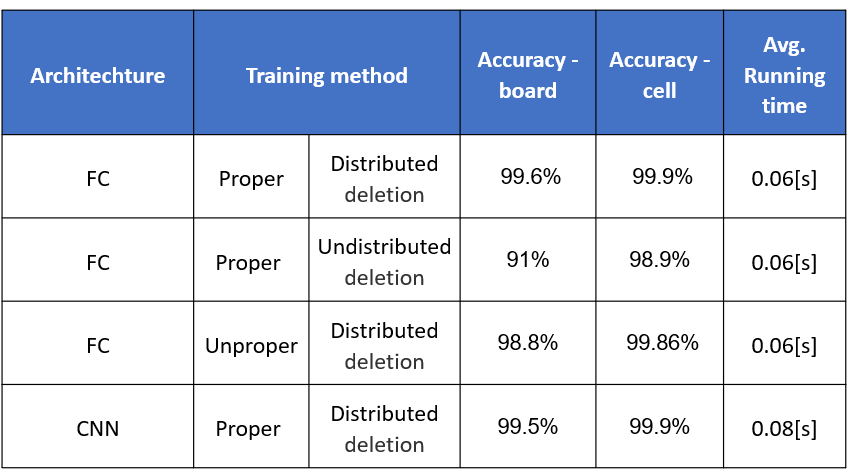 Architechture
Training method
Accuracy -
board
Accuracy -
cell
Avg.
Running
time
FC
Proper
Distributed
deletion
99.6%
99.9%
0.06[s]
FC
Proper
Undistributed
deletion
91%
98.9%
0.06[s]
FC
Unproper
Distributed
deletion
98.8%
99.86%
0.06[s]
CNN
Proper
Distributed
deletion
99.5%
99.9%
0.08[s]